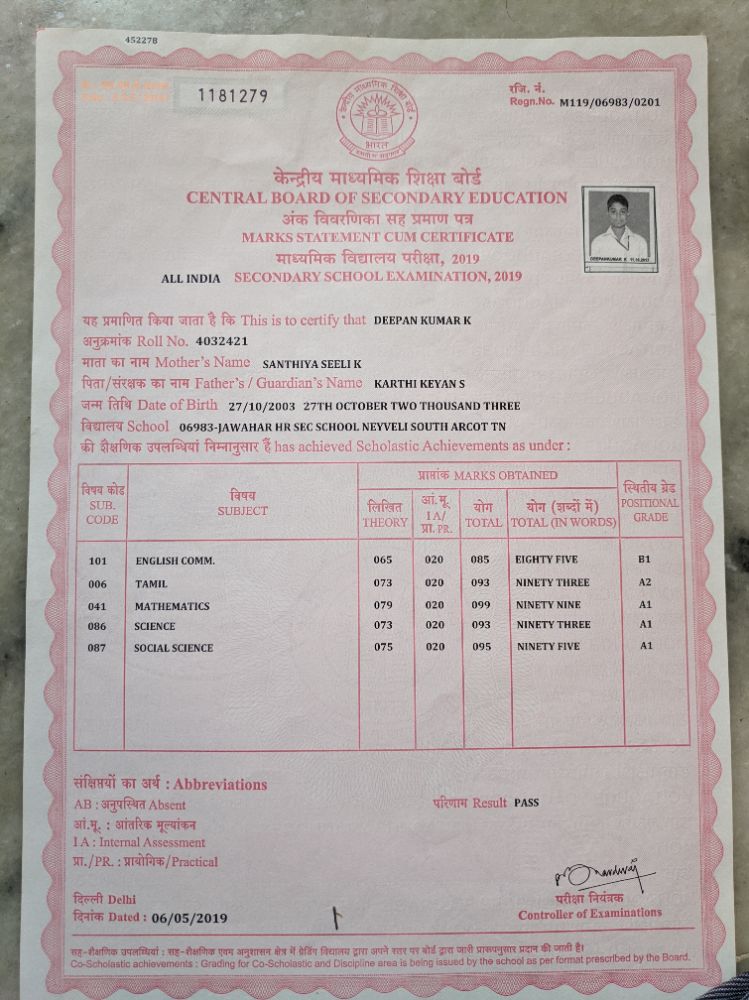 452278
1181279
रजि. नं.
Regn.No. M119/06983/0201
भारत
केन्द्रीय माध्यमिक शिक्षा बोर्ड
CENTRAL BOARD OF SECONDARY EDUCATION
अंक विवरणिका सह प्रमाण पत्र
MARKS STATEMENT CUM CERTIFICATE
माध्यमिक विद्यालय परीक्षा, 2019
ALL INDIA SECONDARY SCHOOL EXAMINATION, 2019
DEEPANKUMAR K
यह प्रमाणित किया जाता है कि This is to certify that DEEPAN KUMAR K
अनुक्रमांक Roll No. 4032421
माता का नाम Mother's Name SANTHIYA SEELI K
पिता/संरक्षक का नाम Father's / Guardian's Name KARTHI KEYAN S
जन्म तिथि Date of Birth 27/10/2003 27TH OCTOBER TWO THOUSAND THREE
विद्यालय School 06983-JAWAHAR HR SEC SCHOOL NEYVELI SOUTH ARCOT TN
की शैक्षणिक उपलब्धियां निम्नानुसार हैं has achieved Scholastic Achievements as under :
विषय कोड SUB. CODE
विषय SUBJECT
प्राप्तांक MARKS OBTAINED
लिखित THEORY
आं.मू. I A/ प्रा. PR.
योग TOTAL
योग (शब्दों में) TOTAL (IN WORDS)
स्थितीय ग्रेड POSITIONAL GRADE
101 ENGLISH COMM. 065 020 085 EIGHTY FIVE B1
006 TAMIL 073 020 093 NINETY THREE A2
041 MATHEMATICS 079 020 099 NINETY NINE A1
086 SCIENCE 073 020 093 NINETY THREE A1
087 SOCIAL SCIENCE 075 020 095 NINETY FIVE A1
संक्षिप्तयों का अर्थ : Abbreviations
AB : अनुपस्थित Absent
परिणाम Result PASS
आं.मू. : आंतरिक मूल्यांकन
I A : Internal Assessment
प्रा./PR. : प्रायोगिक/Practical
दिल्ली Delhi
परीक्षा नियंत्रक
दिनांक Dated : 06/05/2019
Controller of Examinations
सह-शैक्षणिक उपलब्धियां : सह-शैक्षणिक एवम अनुशासन क्षेत्र में ग्रेडिंग विद्यालय द्वारा अपने स्तर पर बोर्ड द्वारा जारी प्रारूपनुसार प्रदान की जाती है।
Co-Scholastic achievements : Grading for Co-Scholastic and Discipline area is being issued by the school as per format prescribed by the Board.